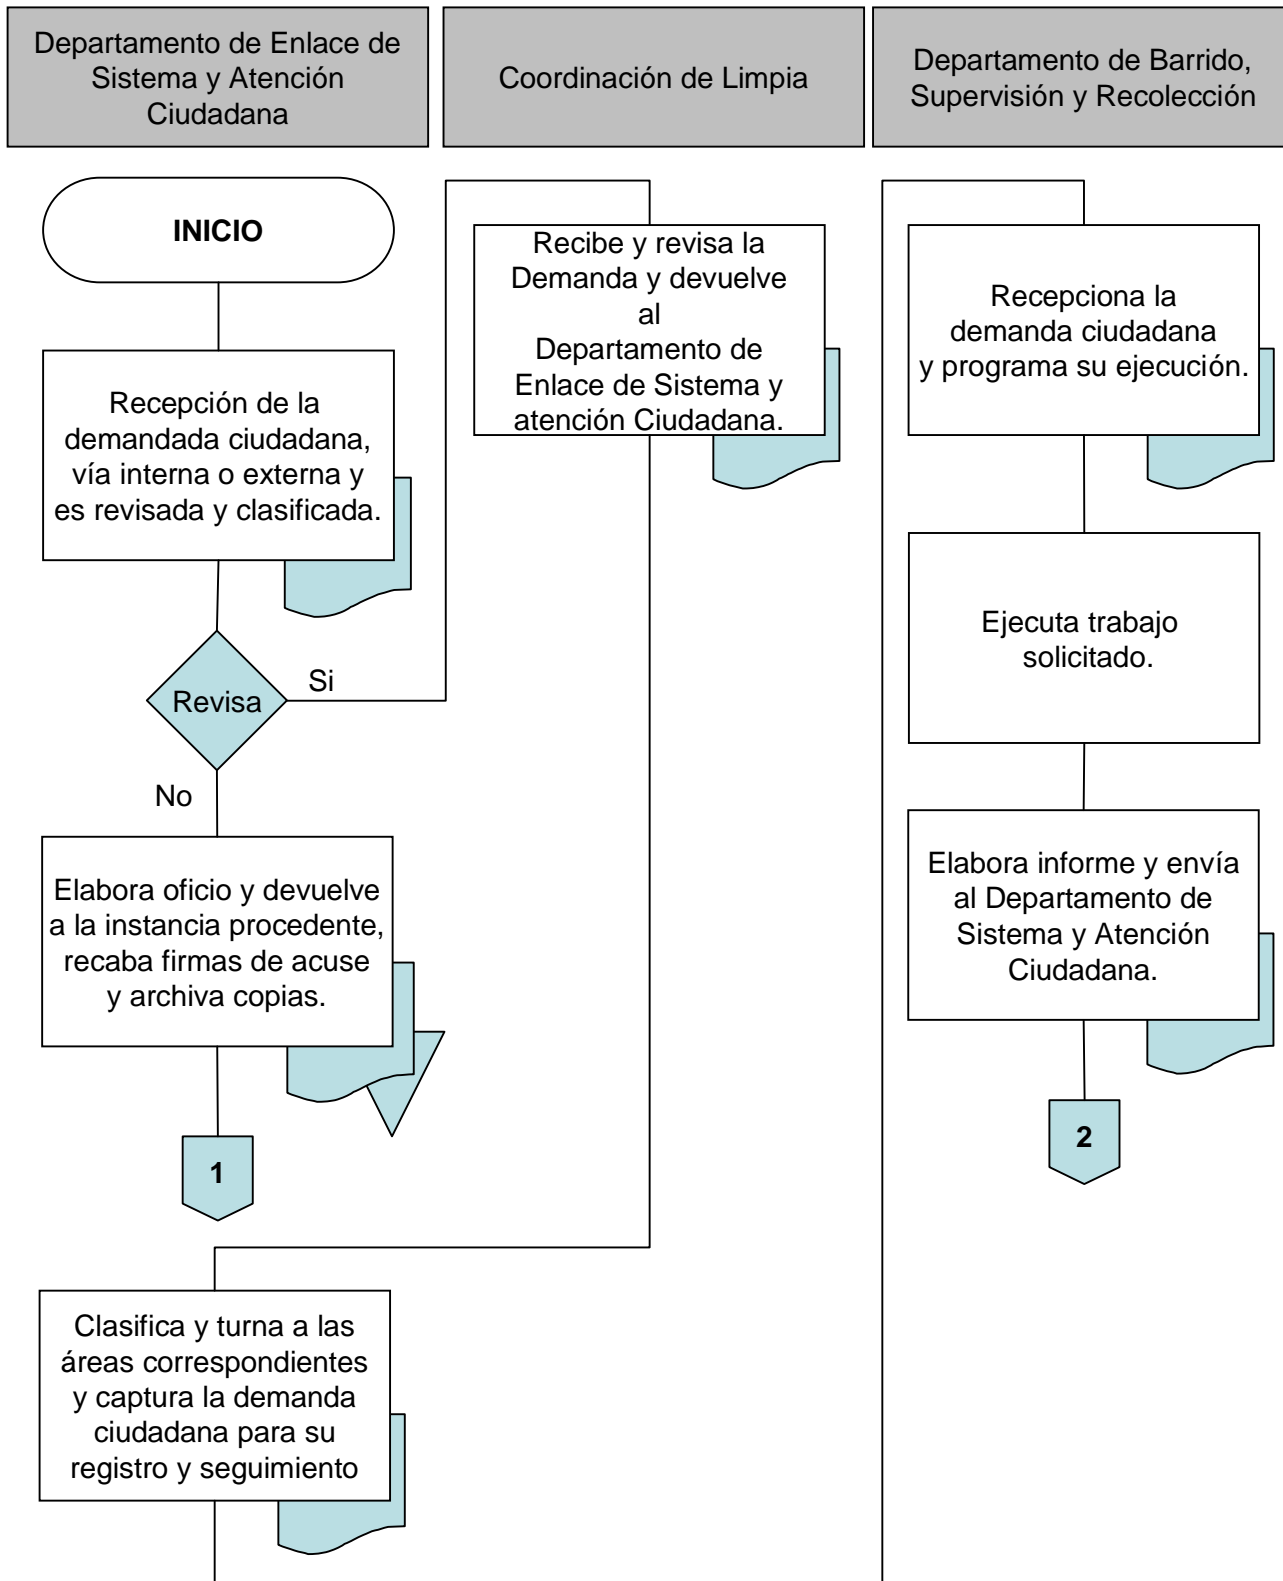 Departamento de Enlace de
Sistema y Atención
Ciudadana
Coordinación de Limpia
Departamento de Barrido,
Supervisión y Recolección
INICIO
Recepción de la
demandada ciudadana,
vía interna o externa y
es revisada y clasificada.
Revisa
Si
No
Elabora oficio y devuelve
a la instancia procedente,
recaba firmas de acuse
y archiva copias.
1
Clasifica y turna a las
áreas correspondientes
y captura la demanda
ciudadana para su
registro y seguimiento
Recibe y revisa la
Demanda y devuelve
al
Departamento de
Enlace de Sistema y
atención Ciudadana.
Recepciona la
demanda ciudadana
y programa su ejecución.
Ejecuta trabajo
solicitado.
Elabora informe y envía
al Departamento de
Sistema y Atención
Ciudadana.
2